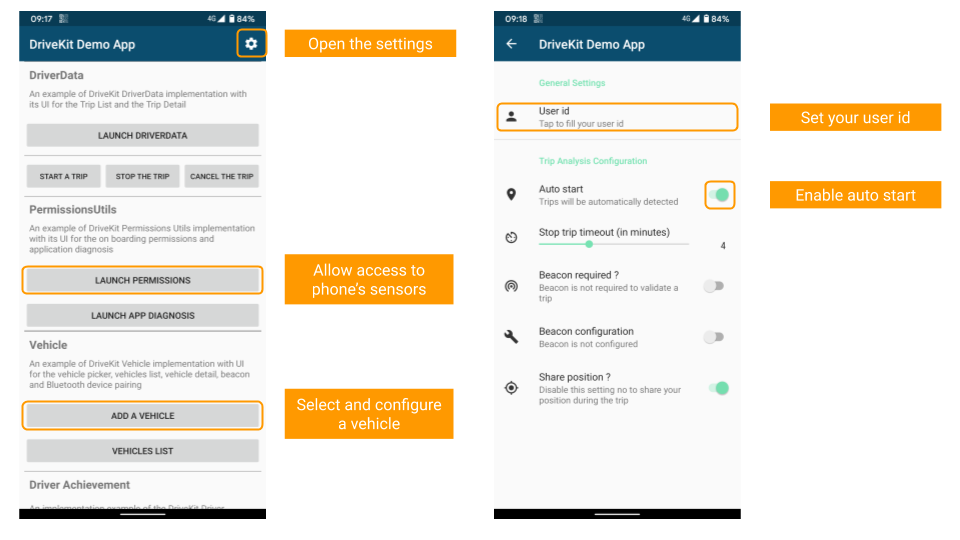 09:17
4G 84%
DriveKit Demo App
DriverData
An example of DriveKit DriverData implementation with
its UI for the Trip List and the Trip Detail
LAUNCH DRIVERDATA
START A TRIP
STOP THE TRIP
CANCEL THE TRIP
PermissionsUtils
An example of DriveKit Permissions Utils implementation
with its UI for the on boarding permissions and
application diagnosis
LAUNCH PERMISSIONS
LAUNCH APP DIAGNOSIS
Vehicle
An example of DriveKit Vehicle implementation with UI
for the vehicle picker, vehicles list, vehicle detail, beacon
and Bluetooth device pairing
ADD A VEHICLE
VEHICLES LIST
Driver Achievement
An implementation example of the DriveKit Driver
Open the settings
Allow access to
phone's sensors
Select and configure
a vehicle
09:18
4G 84%
DriveKit Demo App
General Settings
User id
Tap to fill your user id
Trip Analysis Configuration
Auto start
Trips will be automatically detected
Stop trip timeout (in minutes)
4
Beacon required ?
Beacon is not required to validate a
trip
Beacon configuration
Beacon is not configured
Share position ?
Disable this setting no to share your
position during the trip
Set your user id
Enable auto start